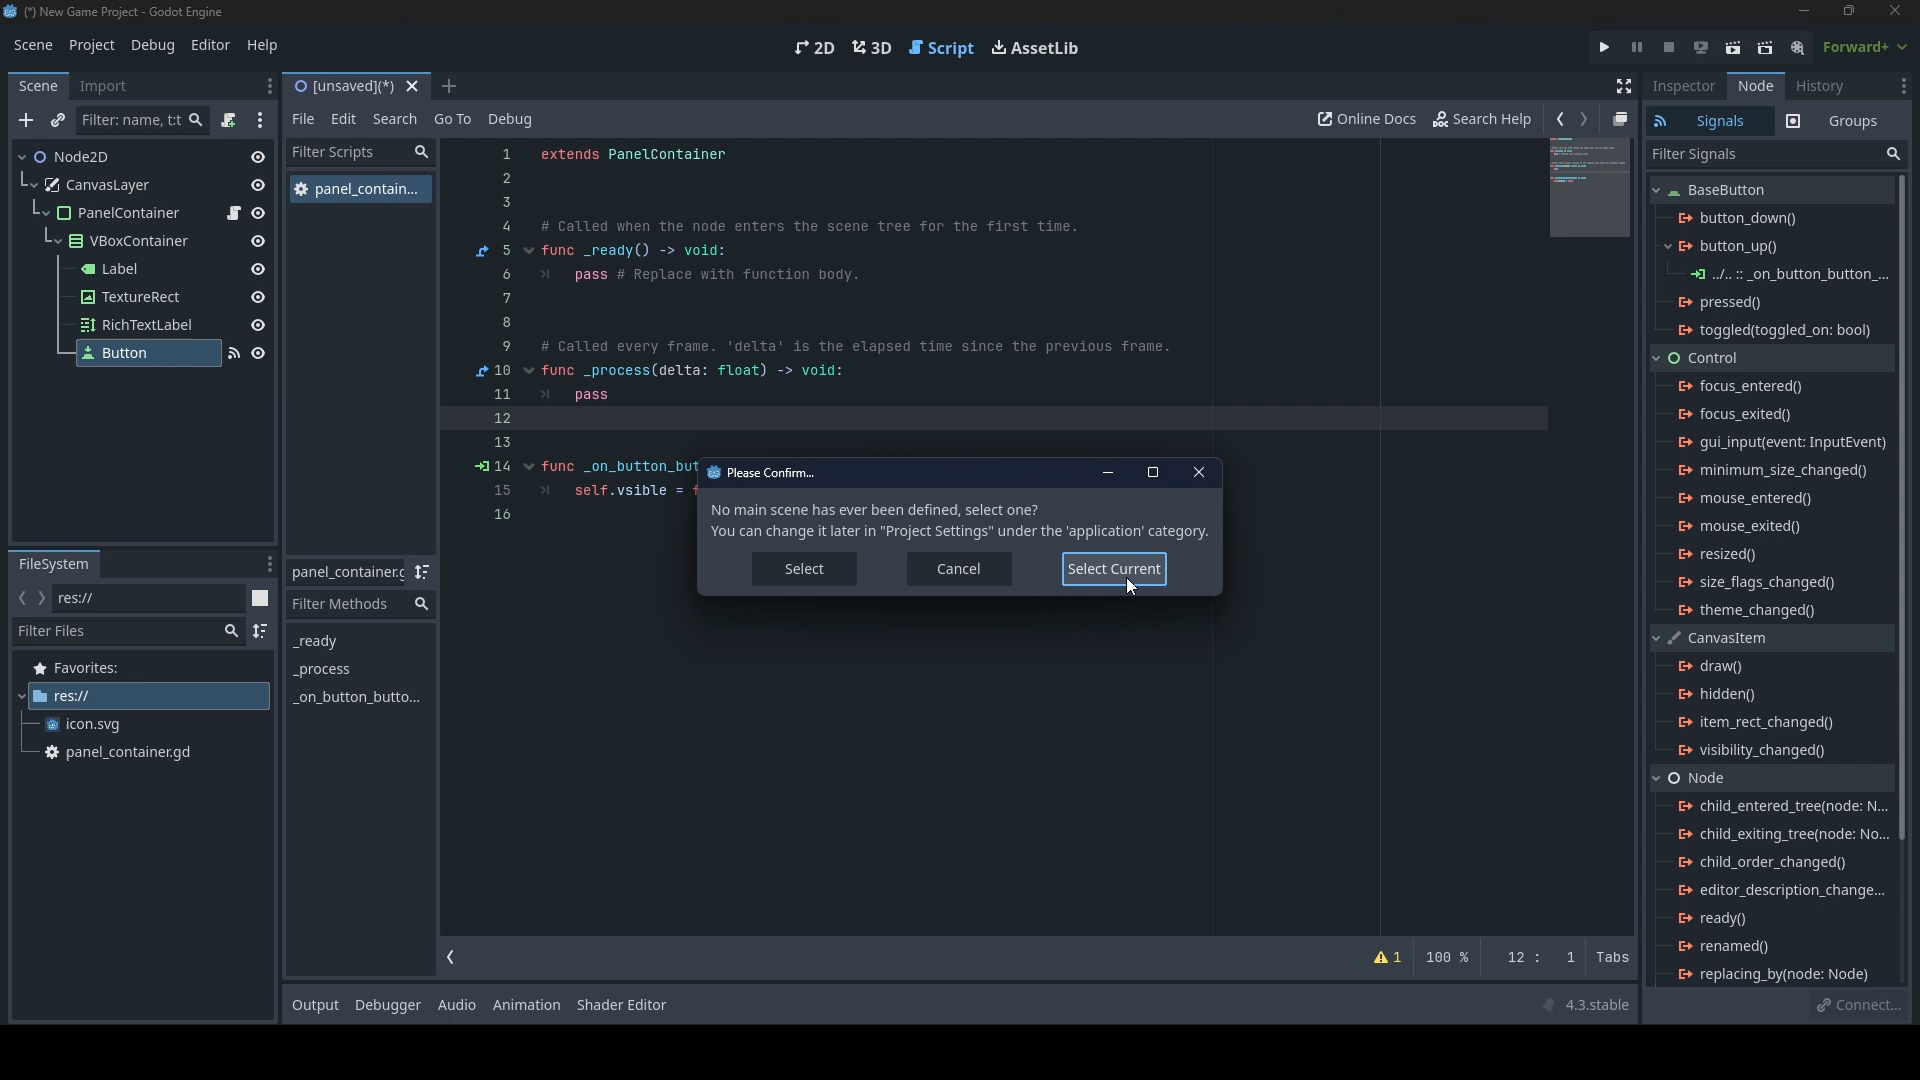 (*) New Game Project - Godot Engine
Scene Project Debug Editor Help
2D 3D Script AssetLib
Forward+
Scene Import
Filter: name, t:t
Node2D
CanvasLayer
PanelContainer
VBoxContainer
Label
TextureRect
RichTextLabel
Button
FileSystem
res://
Filter Files
Favorites:
res://
icon.svg
panel_container.gd
[unsaved](*)
File Edit Search Go To Debug
Online Docs Search Help
Filter Scripts
panel_contain...
panel_container.g
Filter Methods
_ready
_process
_on_button_butto...
1 extends PanelContainer
2
3
4 # Called when the node enters the scene tree for the first time.
5 func _ready() -> void:
6 pass # Replace with function body.
7
8
9 # Called every frame. 'delta' is the elapsed time since the previous frame.
10 func _process(delta: float) -> void:
11 pass
12
13
14 func _on_button_but
15 self.vsible = f
16
Please Confirm...
No main scene has ever been defined, select one?
You can change it later in "Project Settings" under the 'application' category.
Select Cancel Select Current
1 100 % 12 : 1 Tabs
Output Debugger Audio Animation Shader Editor
4.3.stable
Inspector Node History
Signals Groups
Filter Signals
BaseButton
button_down()
button_up()
../.. :: _on_button_button_...
pressed()
toggled(toggled_on: bool)
Control
focus_entered()
focus_exited()
gui_input(event: InputEvent)
minimum_size_changed()
mouse_entered()
mouse_exited()
resized()
size_flags_changed()
theme_changed()
CanvasItem
draw()
hidden()
item_rect_changed()
visibility_changed()
Node
child_entered_tree(node: N...
child_exiting_tree(node: No...
child_order_changed()
editor_description_change...
ready()
renamed()
replacing_by(node: Node)
Connect...